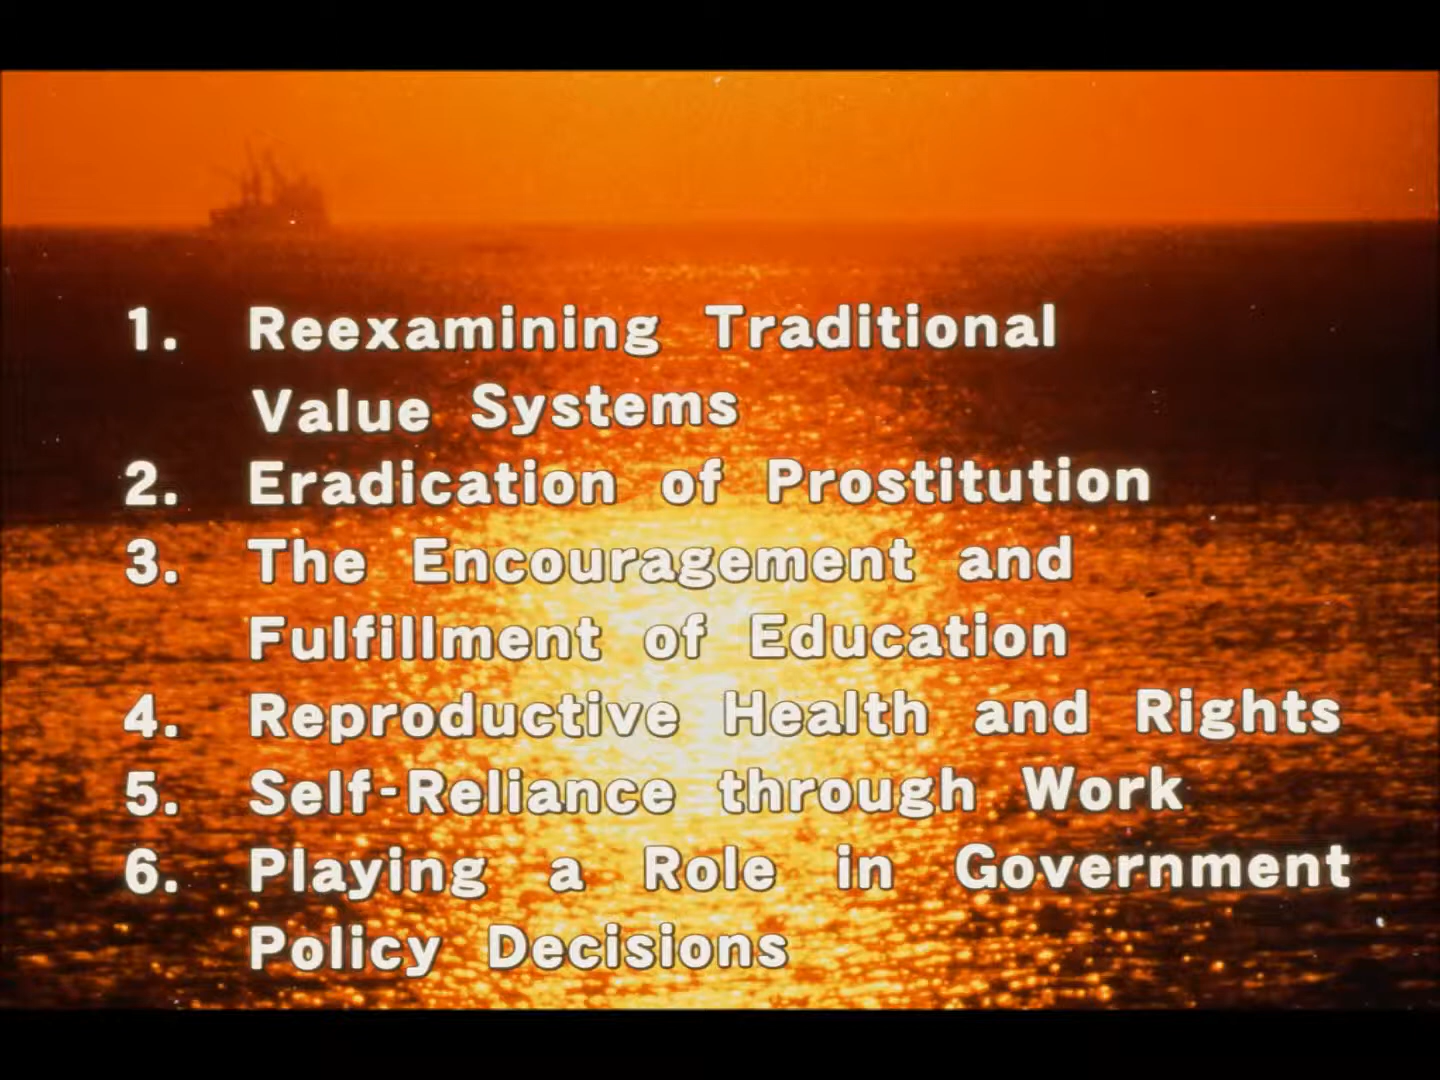 1. Reexamining Traditional
Value Systems
2. Eradication of Prostitution
3. The Encouragement and
Fulfillment of Education
4. Reproductive Health and Rights
5. Self-Reliance through Work
6. Playing a Role in Government
Policy Decisions